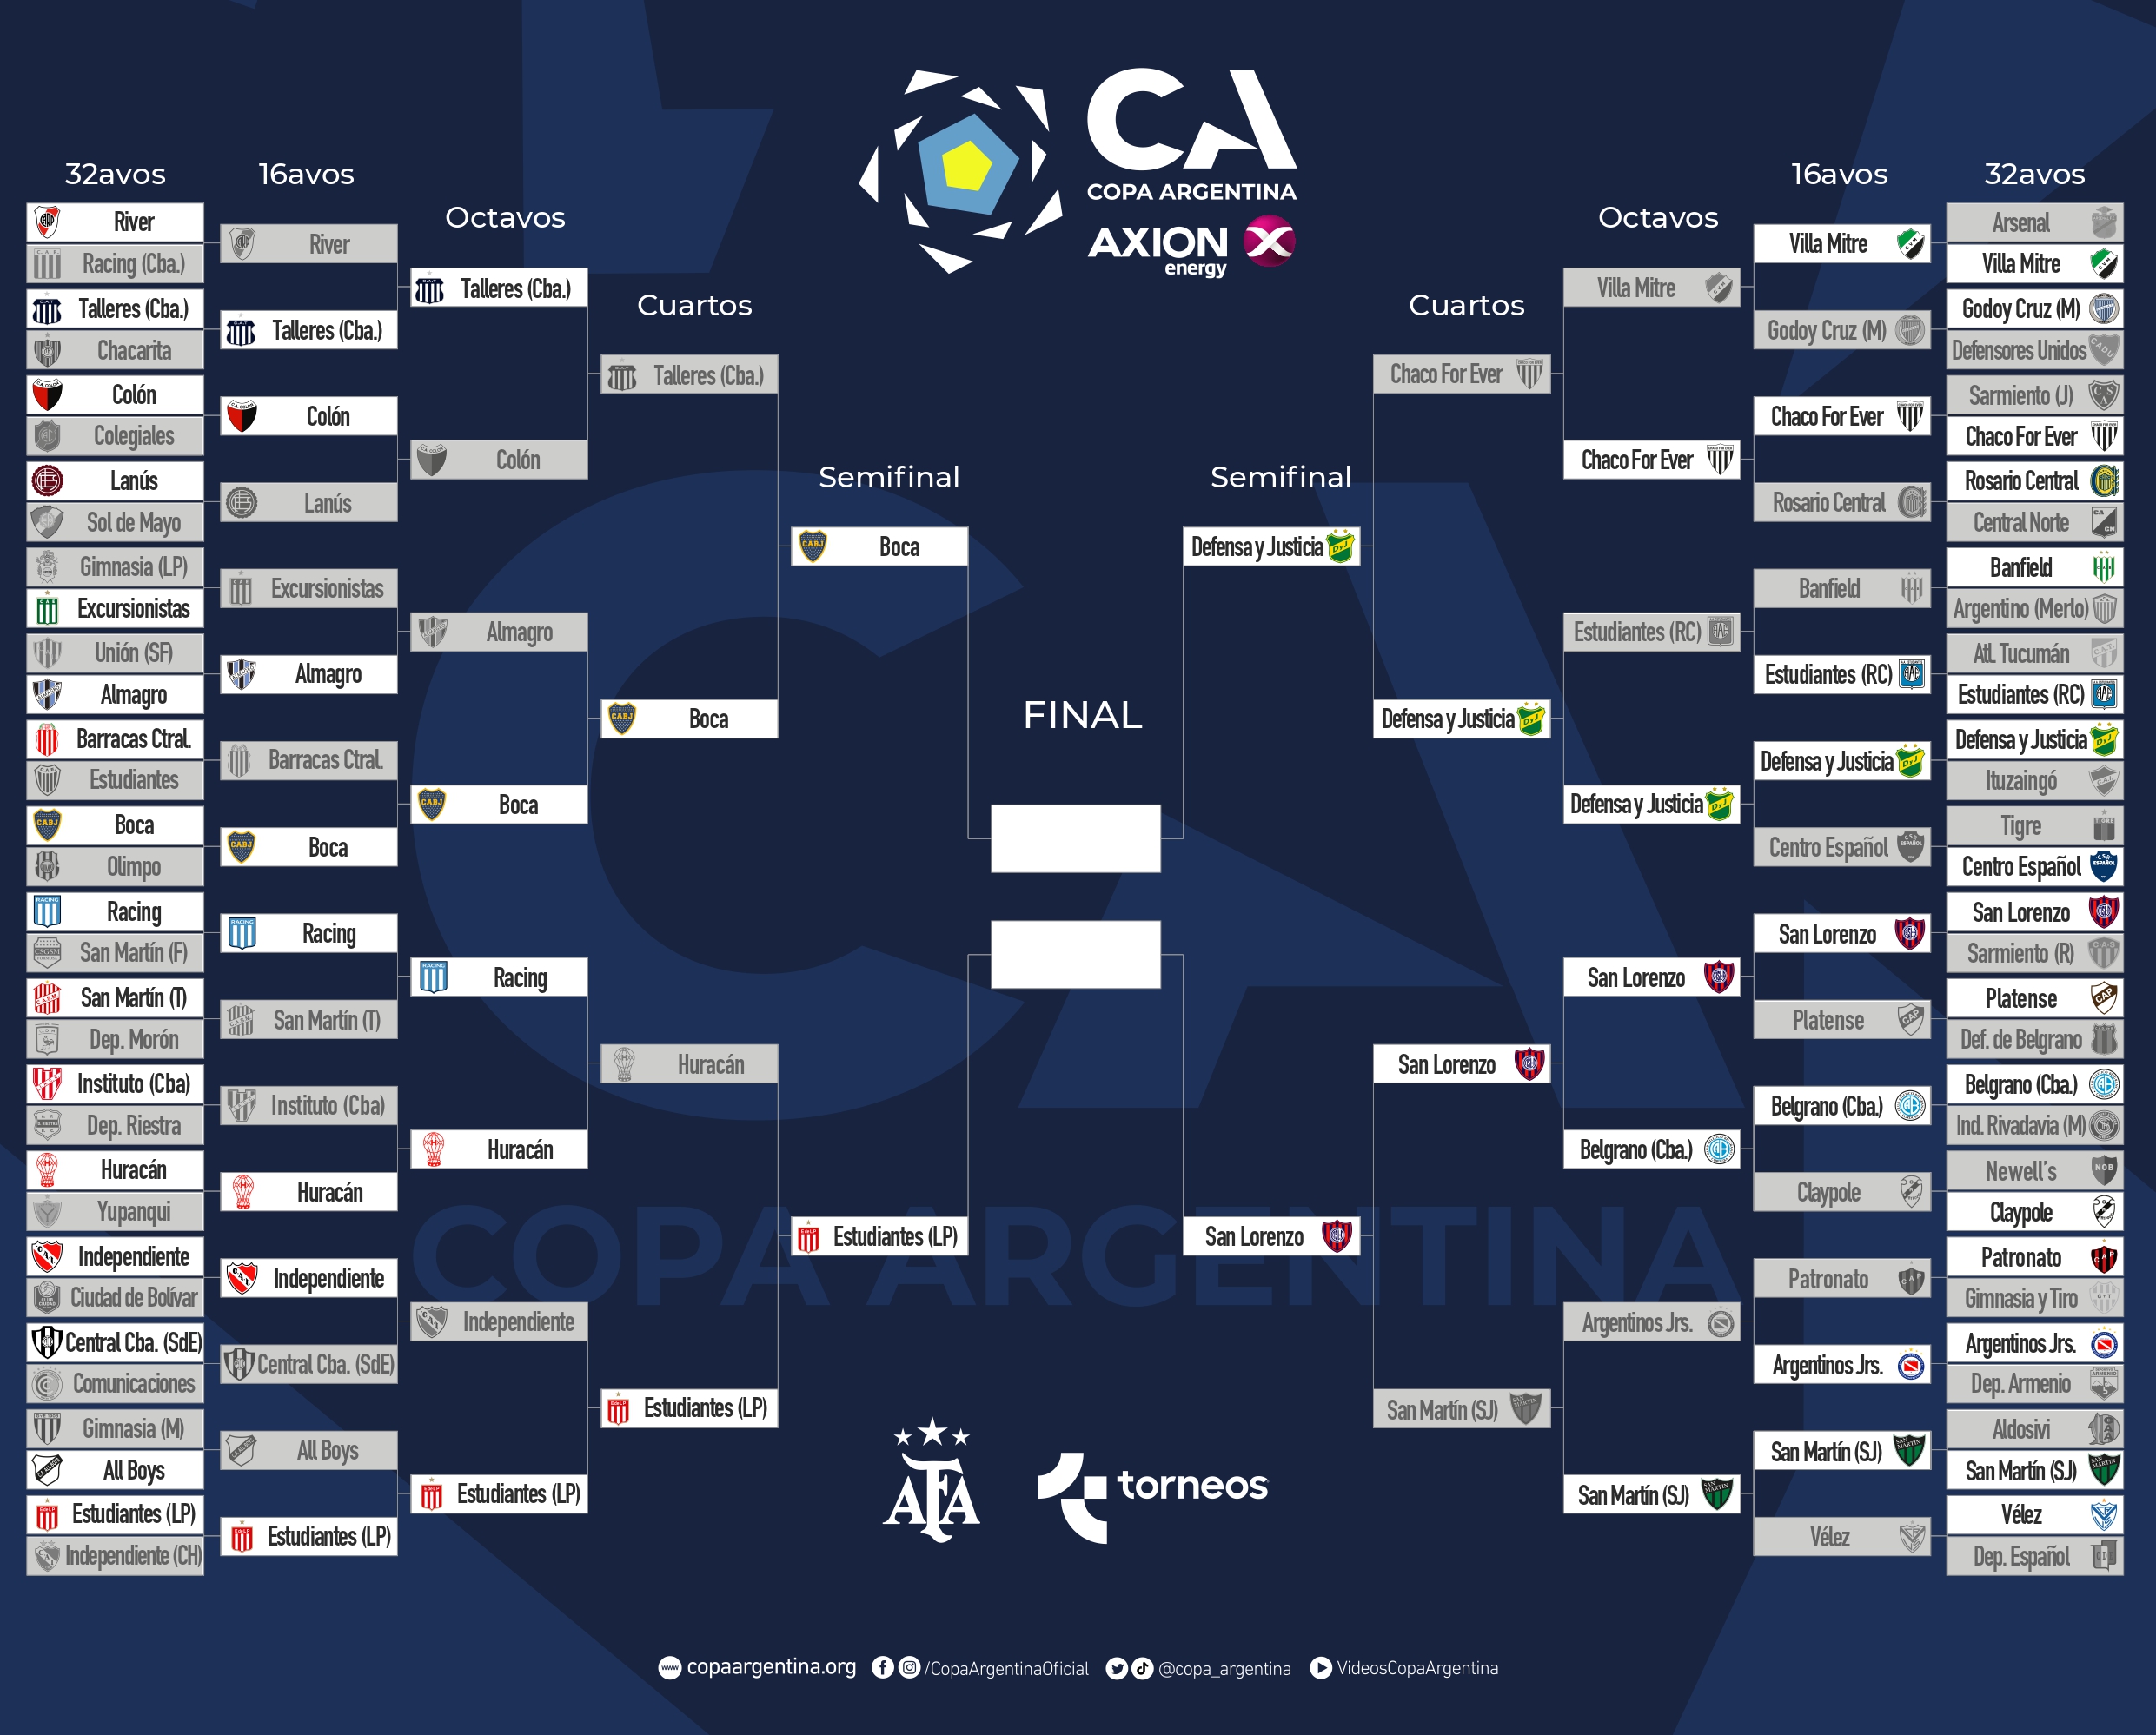 CA
COPA ARGENTINA
AXION
energy
32avos
River
Racing (Cba.)
Talleres (Cba.)
Chacarita
Colón
Colegiales
Lanús
Sol de Mayo
Gimnasia (LP)
Excursionistas
Unión (SF)
Almagro
Barracas Ctral.
Estudiantes
Boca
Olimpo
Racing
San Martín (F)
San Martín (T)
Dep. Morón
Instituto (Cba)
Dep. Riestra
Huracán
Yupanqui
Independiente
Ciudad de Bolívar
Central Cba. (SdE)
Comunicaciones
Gimnasia (M)
All Boys
Estudiantes (LP)
Independiente (CH)
16avos
River
Talleres (Cba.)
Colón
Lanús
Excursionistas
Almagro
Barracas Ctral.
Boca
Racing
San Martín (T)
Instituto (Cba)
Huracán
Independiente
Central Cba. (SdE)
All Boys
Estudiantes (LP)
Octavos
Talleres (Cba.)
Colón
Almagro
Boca
Racing
Huracán
Independiente
Estudiantes (LP)
Cuartos
Talleres (Cba.)
Boca
Huracán
Estudiantes (LP)
Semifinal
Boca
Estudiantes (LP)
FINAL
Semifinal
Defensa y Justicia
San Lorenzo
Cuartos
Chaco For Ever
Defensa y Justicia
San Lorenzo
San Martín (SJ)
Octavos
Villa Mitre
Chaco For Ever
Estudiantes (RC)
Defensa y Justicia
San Lorenzo
Belgrano (Cba.)
Argentinos Jrs.
San Martín (SJ)
16avos
Villa Mitre
Godoy Cruz (M)
Chaco For Ever
Rosario Central
Banfield
Estudiantes (RC)
Defensa y Justicia
Centro Español
San Lorenzo
Platense
Belgrano (Cba.)
Claypole
Patronato
Argentinos Jrs.
San Martín (SJ)
Vélez
32avos
Arsenal
Villa Mitre
Godoy Cruz (M)
Defensores Unidos
Sarmiento (J)
Chaco For Ever
Rosario Central
Central Norte
Banfield
Argentino (Merlo)
Atl. Tucumán
Estudiantes (RC)
Defensa y Justicia
Ituzaingó
Tigre
Centro Español
San Lorenzo
Sarmiento (R)
Platense
Def. de Belgrano
Belgrano (Cba.)
Ind. Rivadavia (M)
Newell's
Claypole
Patronato
Gimnasia y Tiro
Argentinos Jrs.
Dep. Armenio
Aldosivi
San Martín (SJ)
Vélez
Dep. Español
CA
COPA ARGENTINA
AFA
torneos
www copaargentina.org /CopaArgentinaOficial @copa_argentina VideosCopaArgentina